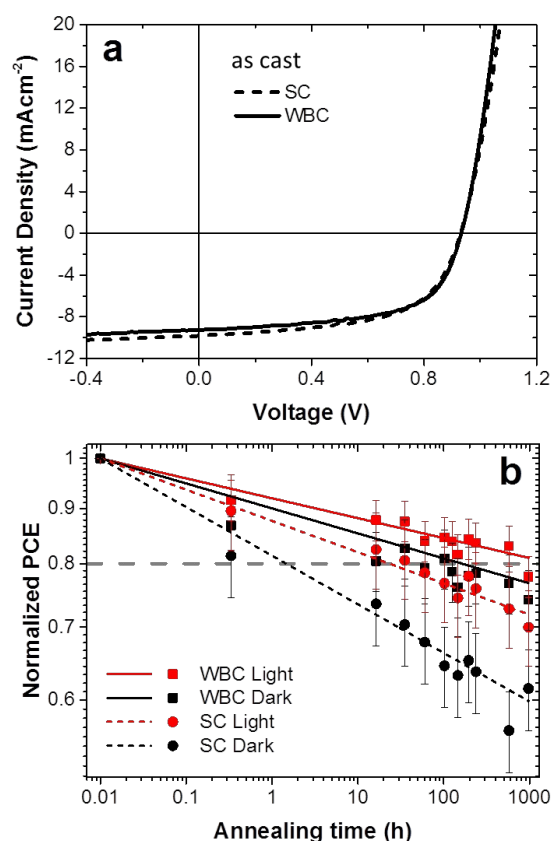 a
as cast
SC
WBC
Current Density (mAcm-2)
20
16
12
8
4
0
-4
-8
-12
-0.4 0.0 0.4 0.8 1.2
Voltage (V)
b
Normalized PCE
1
0.9
0.8
0.7
0.6
WBC Light
WBC Dark
SC Light
SC Dark
0.01 0.1 1 10 100 1000
Annealing time (h)